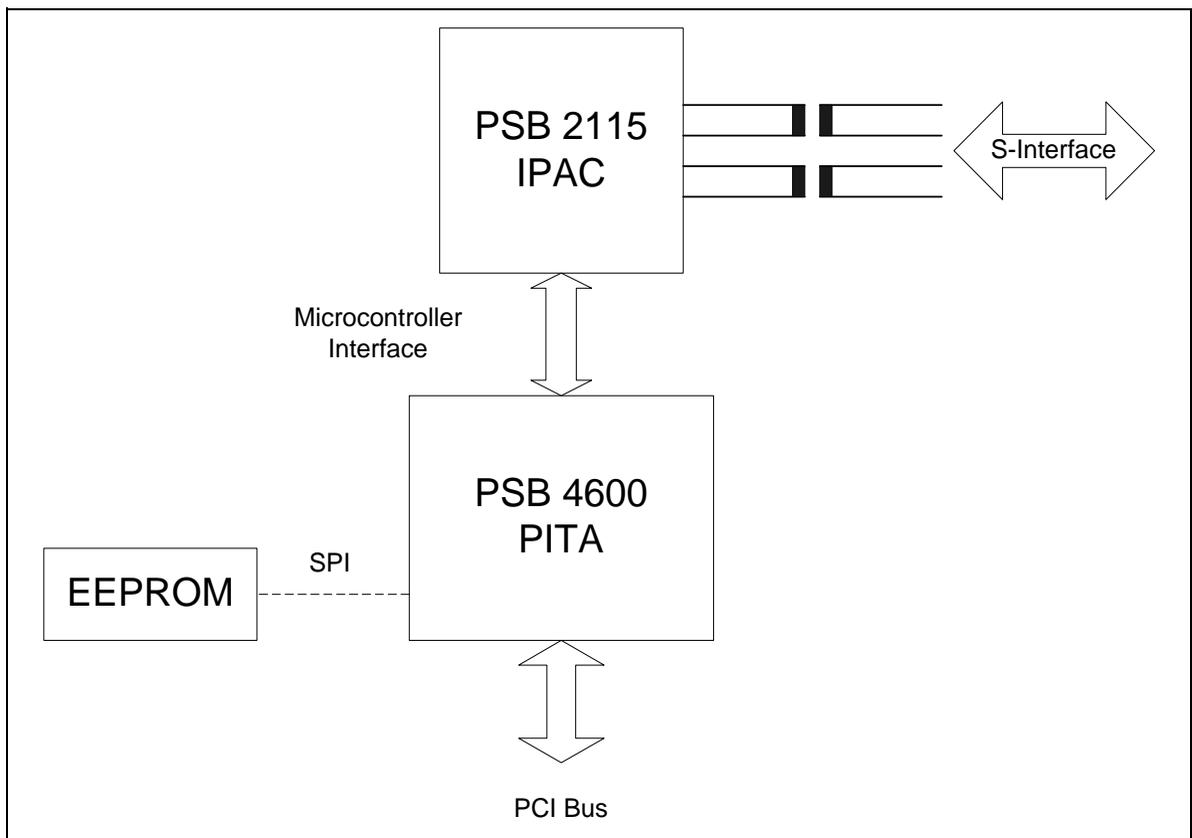 PSB 2115
IPAC
S-Interface
Microcontroller
Interface
PSB 4600
PITA
SPI
EEPROM
PCI Bus